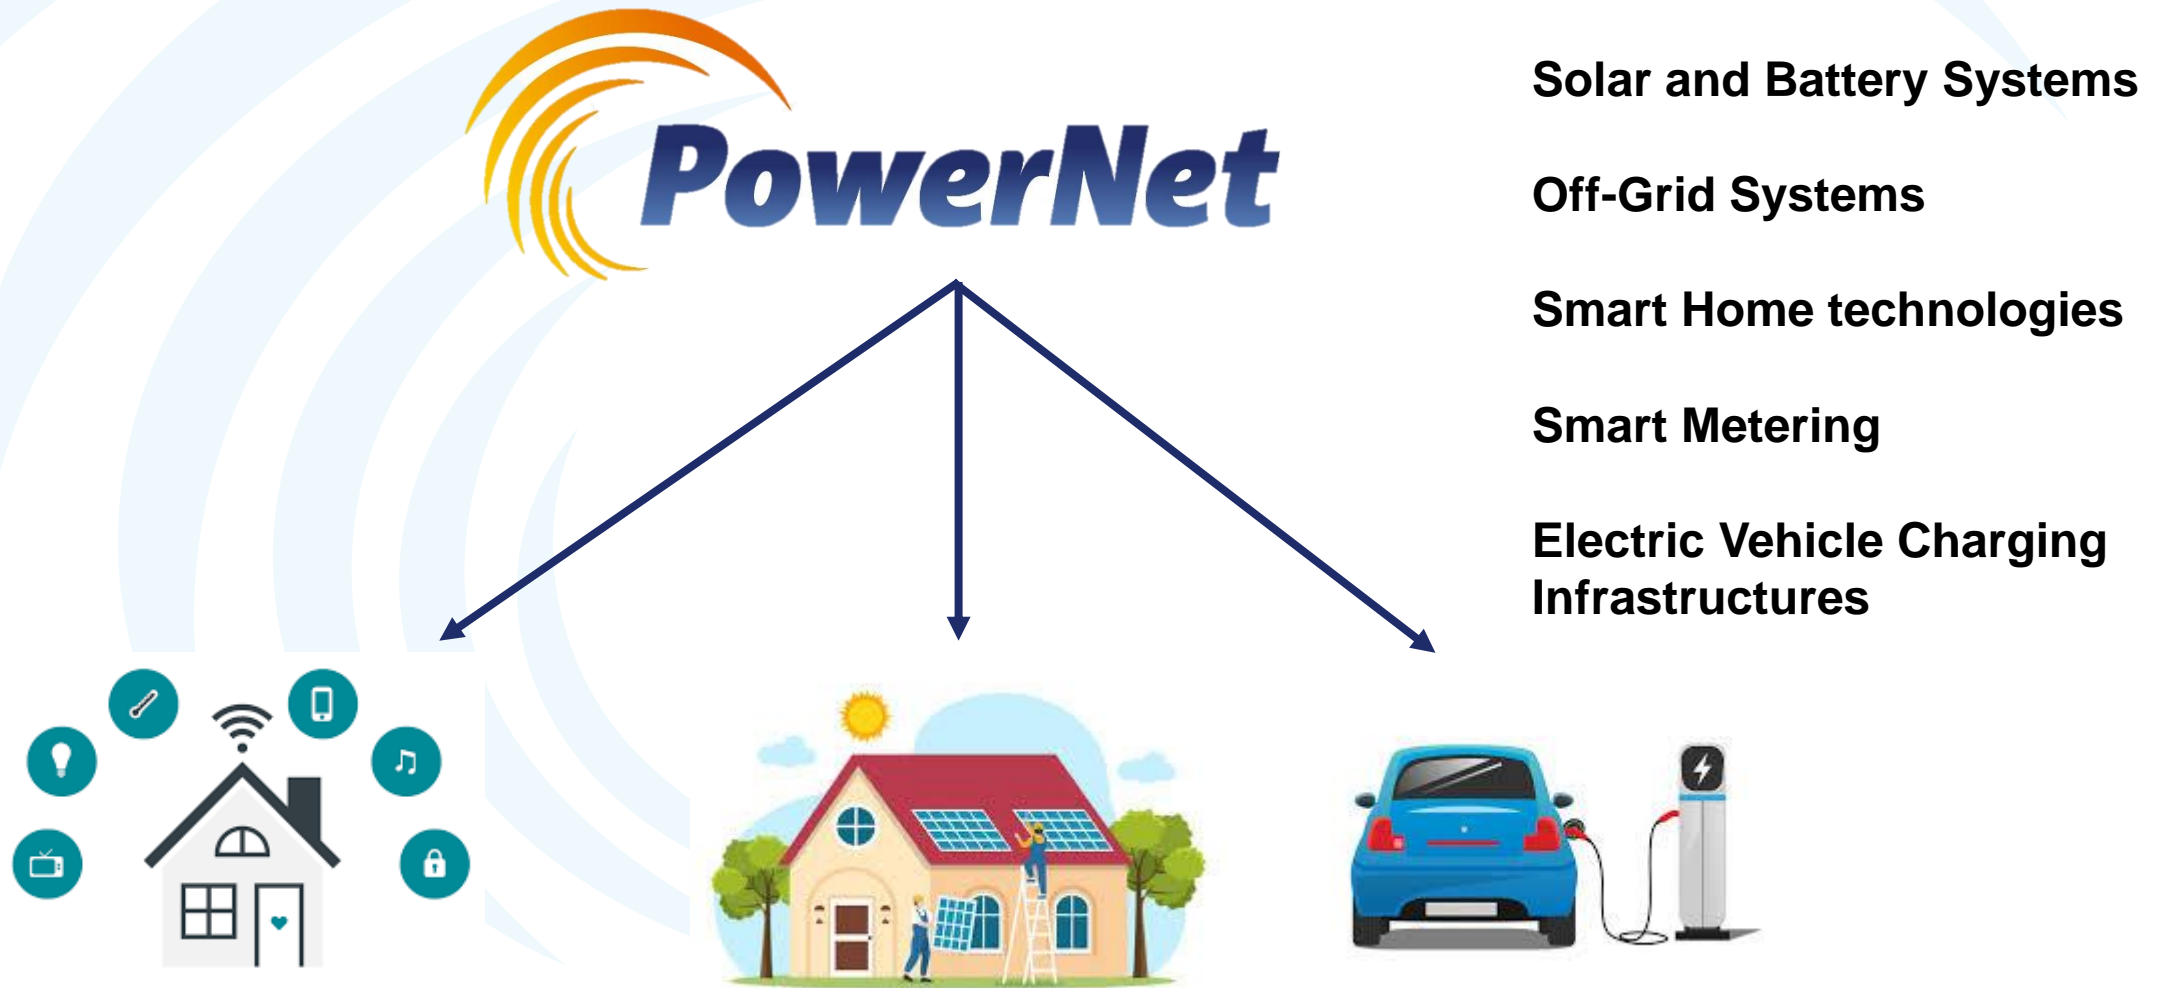 PowerNet
Solar and Battery Systems
Off-Grid Systems
Smart Home technologies
Smart Metering
Electric Vehicle Charging
Infrastructures